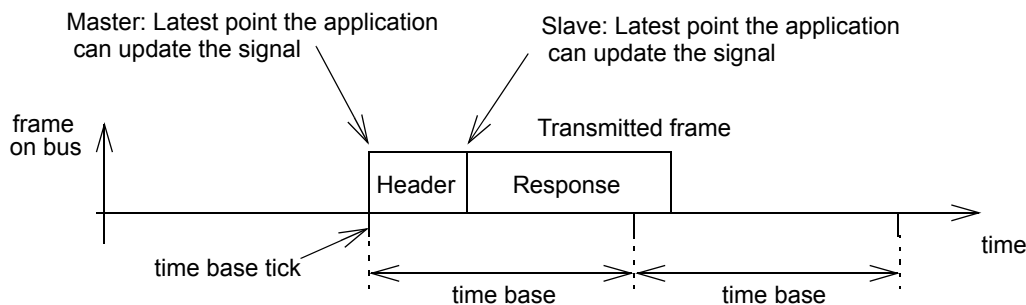 Master: Latest point the application
can update the signal
Slave: Latest point the application
can update the signal
frame
on bus
Transmitted frame
Header
Response
time
time base tick
time base
time base